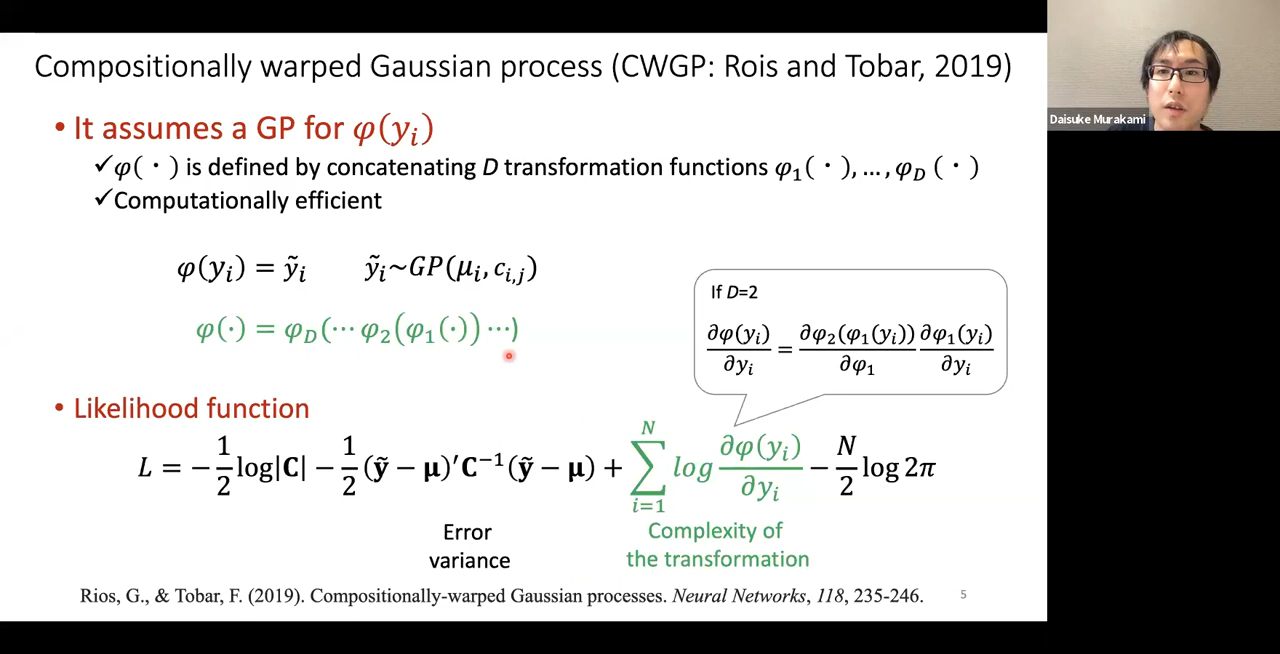 Compositionally warped Gaussian process (CWGP: Rois and Tobar, 2019)
Daisuke Murakami
• It assumes a GP for φ(yᵢ)
✓φ(・) is defined by concatenating D transformation functions φ₁(・),…,φ_D(・)
✓Computationally efficient
φ(yᵢ) = ỹᵢ ỹᵢ~GP(μᵢ, cᵢ,ⱼ)
φ(·) = φ_D(⋯ φ₂(φ₁(·)) ⋯)
If D=2
∂φ(yᵢ)/∂yᵢ = ∂φ₂(φ₁(yᵢ))/∂φ₁ ∂φ₁(yᵢ)/∂yᵢ
• Likelihood function
L = −1/2 log|C| − 1/2 (ỹ − μ)′C⁻¹(ỹ − μ) + ∑_{i=1}^{N} log ∂φ(yᵢ)/∂yᵢ − N/2 log 2π
Error
variance
Complexity of
the transformation
Rios, G., & Tobar, F. (2019). Compositionally-warped Gaussian processes. Neural Networks, 118, 235-246.
5